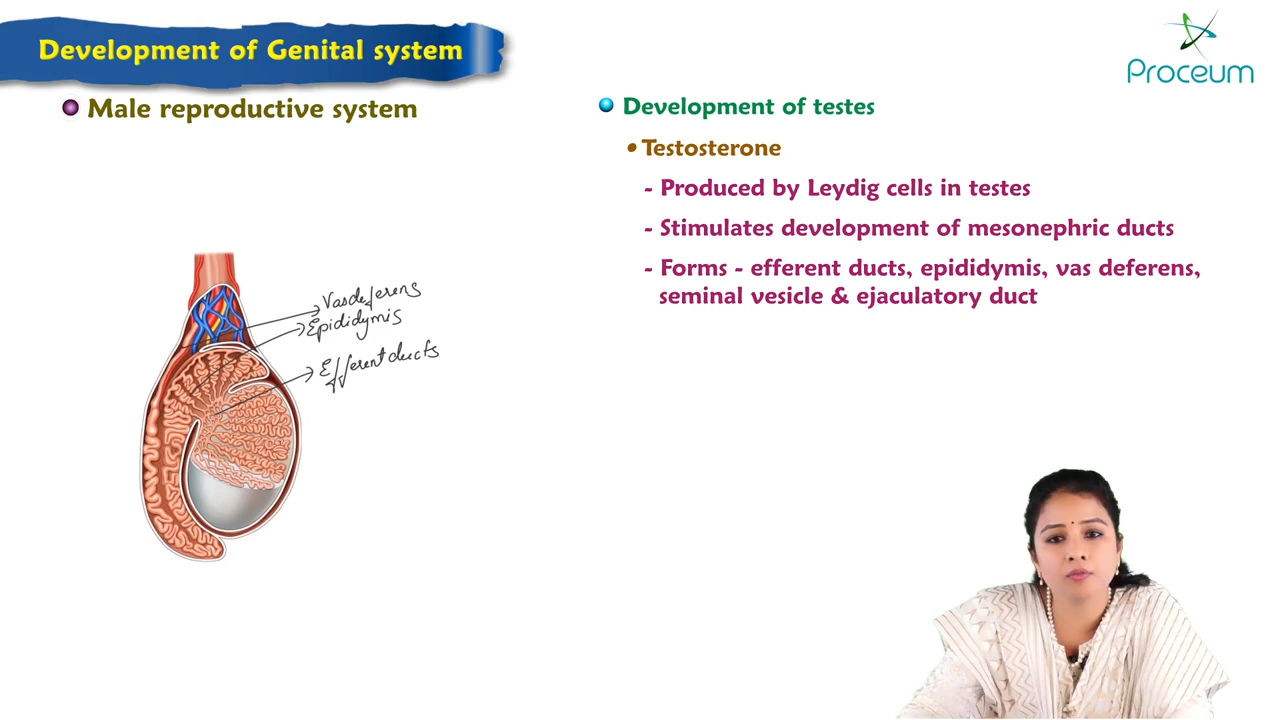 Development of Genital system
Proceum
Male reproductive system
Development of testes
• Testosterone
- Produced by Leydig cells in testes
- Stimulates development of mesonephric ducts
- Forms - efferent ducts, epididymis, vas deferens,
seminal vesicle & ejaculatory duct
Vasdeferens
Epididymis
Efferent ducts